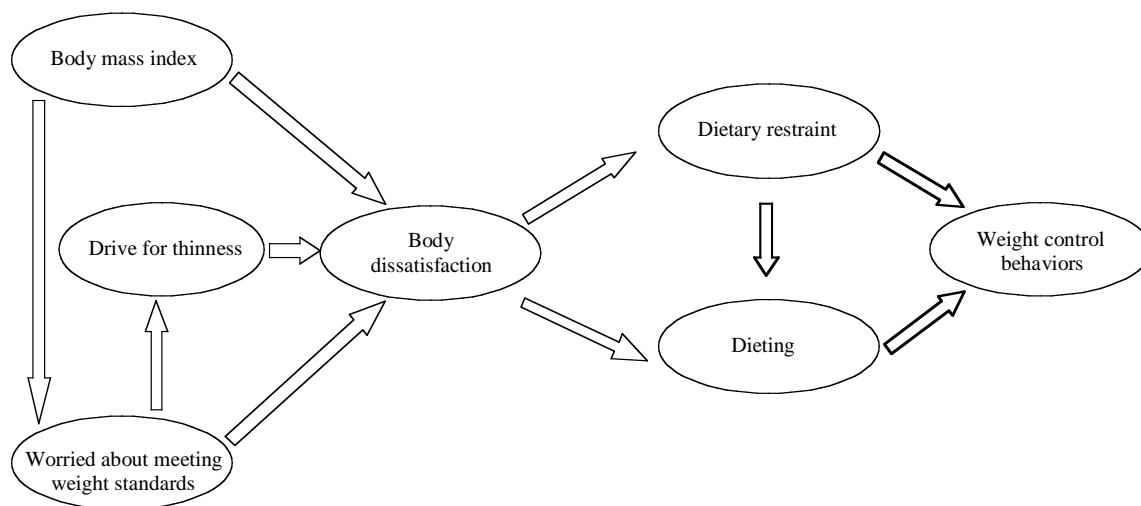 Body mass index
Dietary restraint
Drive for thinness
Body
dissatisfaction
Weight control
behaviors
Dieting
Worried about meeting
weight standards